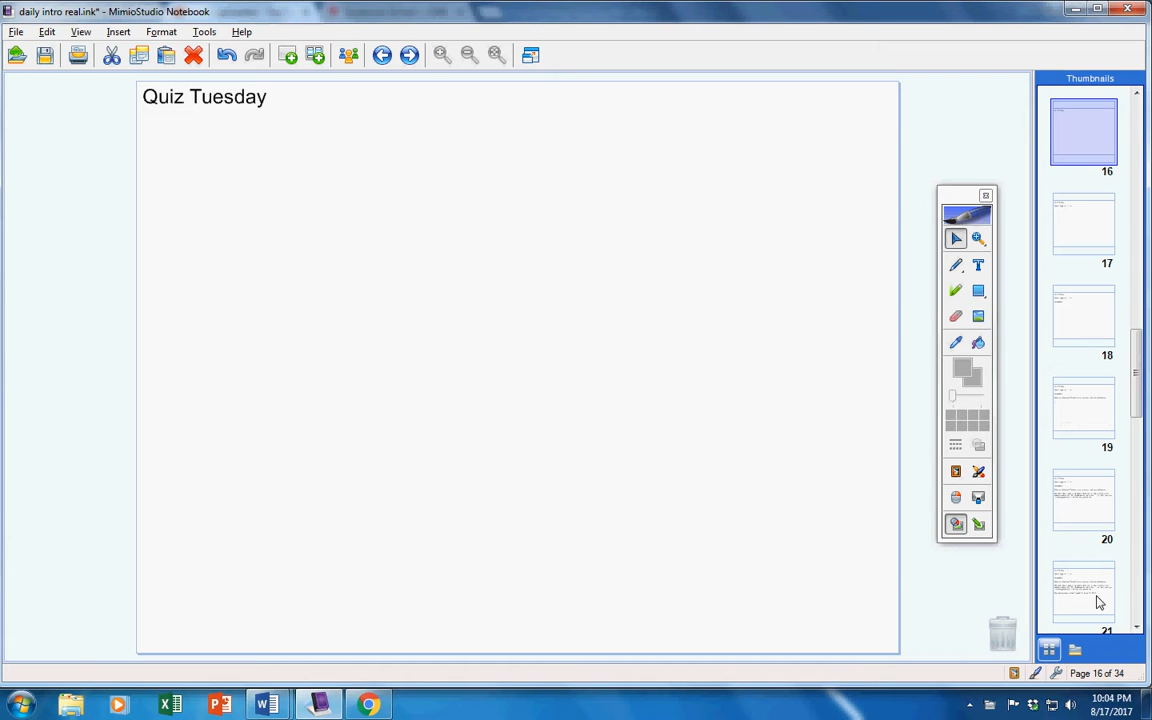 daily intro real.ink* - MimioStudio Notebook
File Edit View Insert Format Tools Help
Quiz Tuesday
Thumbnails
16
17
18
19
20
21
T
Page 16 of 34
10:04 PM
8/17/2017